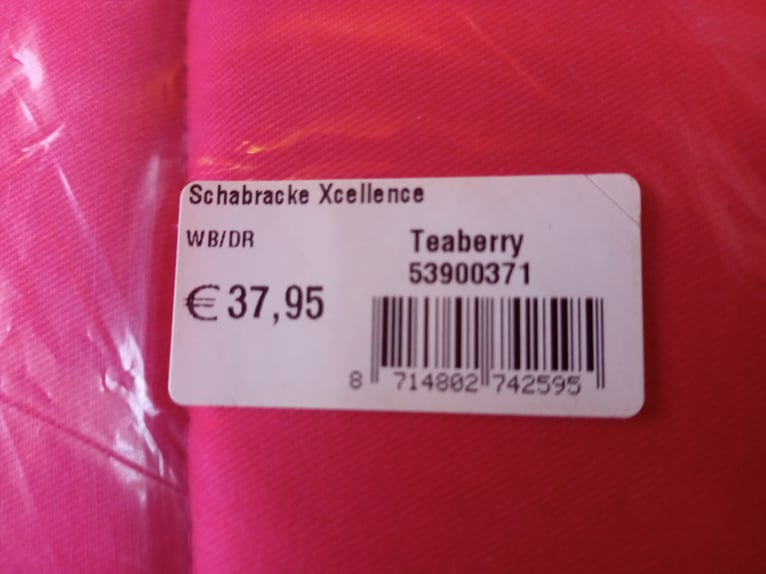 Schabracke Xcellence
WB/DR
Teaberry
53900371
€37,95
8 714802 742595